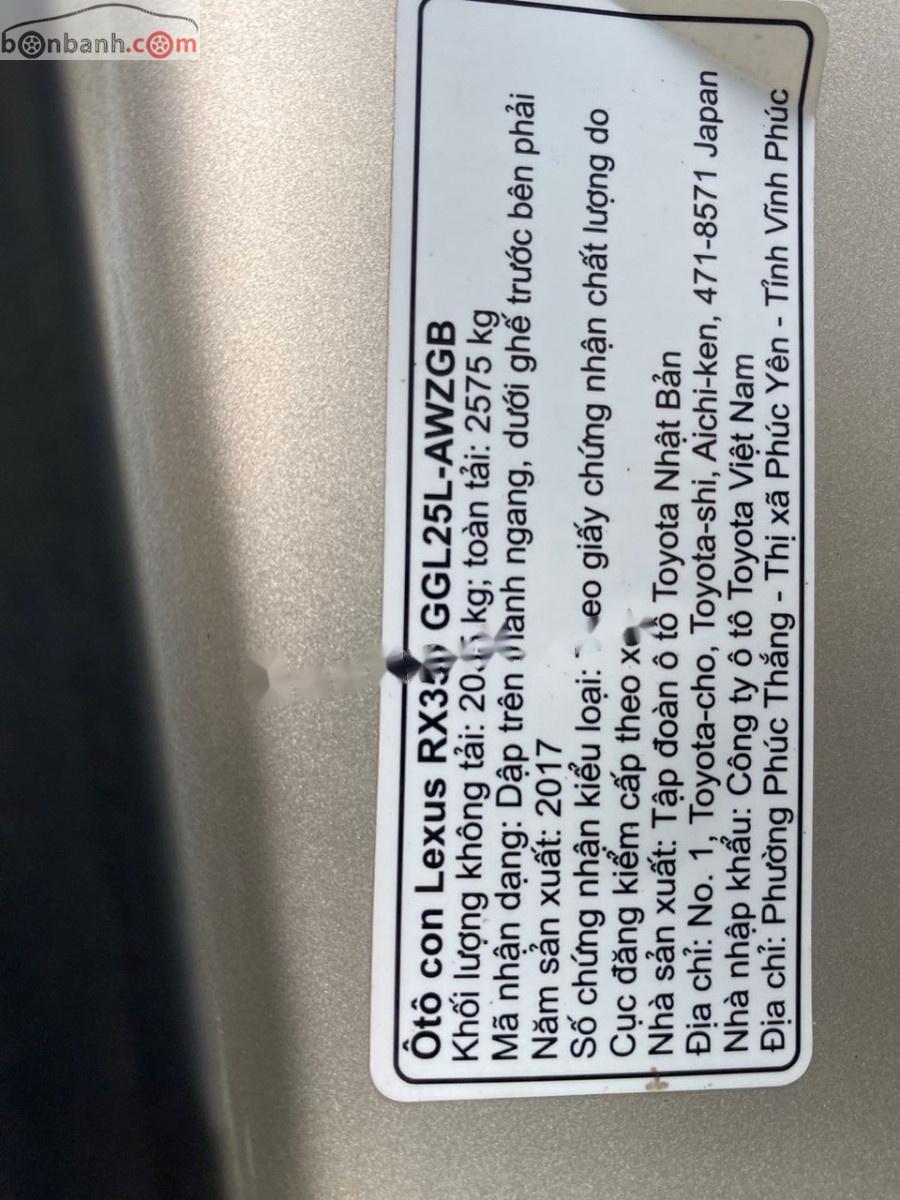 bonbanh.com
Ôtô con Lexus RX350 GGL25L-AWZGB
Khối lượng không tải: kg; toàn tải: 2575 kg
Mã nhận dạng: Dập trên thanh ngang, dưới ghế trước bên phải
Năm sản xuất: 2017
Số chứng nhận kiểu loại: Theo giấy chứng nhận chất lượng do
Cục đăng kiểm cấp theo xe
Nhà sản xuất: Tập đoàn ô tô Toyota Nhật Bản
Địa chỉ: No. 1, Toyota-cho, Toyota-shi, Aichi-ken, 471-8571 Japan
Nhà nhập khẩu: Công ty ô tô Toyota Việt Nam
Địa chỉ: Phường Phúc Thắng - Thị xã Phúc Yên - Tỉnh Vĩnh Phúc